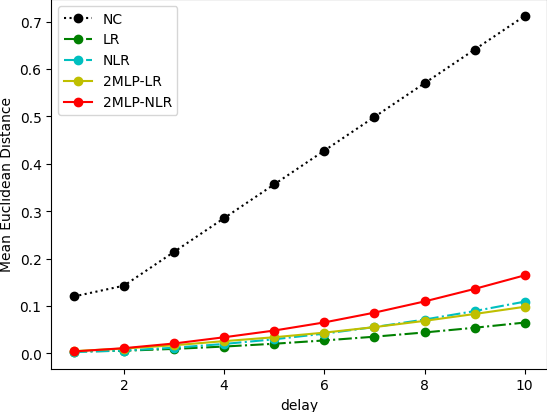 NC
LR
NLR
2MLP-LR
2MLP-NLR
Mean Euclidean Distance
0.7
0.6
0.5
0.4
0.3
0.2
0.1
0.0
2 4 6 8 10
delay